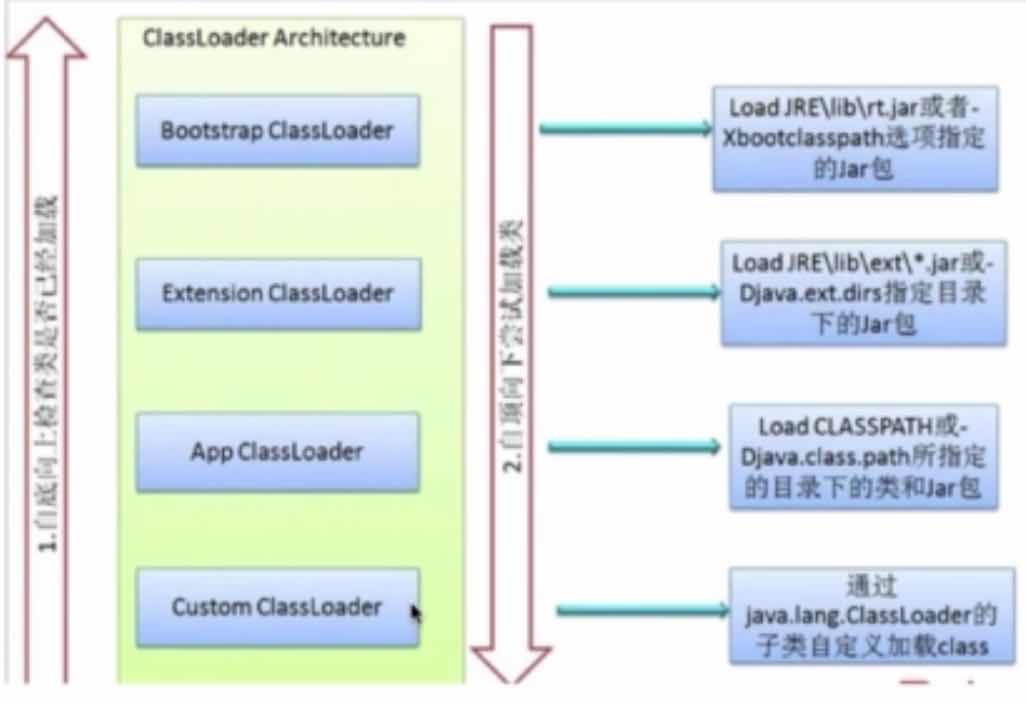 ClassLoader Architecture
1.自底向上检查类是否已经加载
2.自顶向下尝试加载类
Bootstrap ClassLoader
Load JRE\lib\rt.jar或者-
Xbootclasspath选项指定
的Jar包
Extension ClassLoader
Load JRE\lib\ext\*.jar或-
Djava.ext.dirs指定目录
下的Jar包
App ClassLoader
Load CLASSPATH或-
Djava.class.path所指定
的目录下的类和Jar包
Custom ClassLoader
通过
java.lang.ClassLoader的
子类自定义加载class